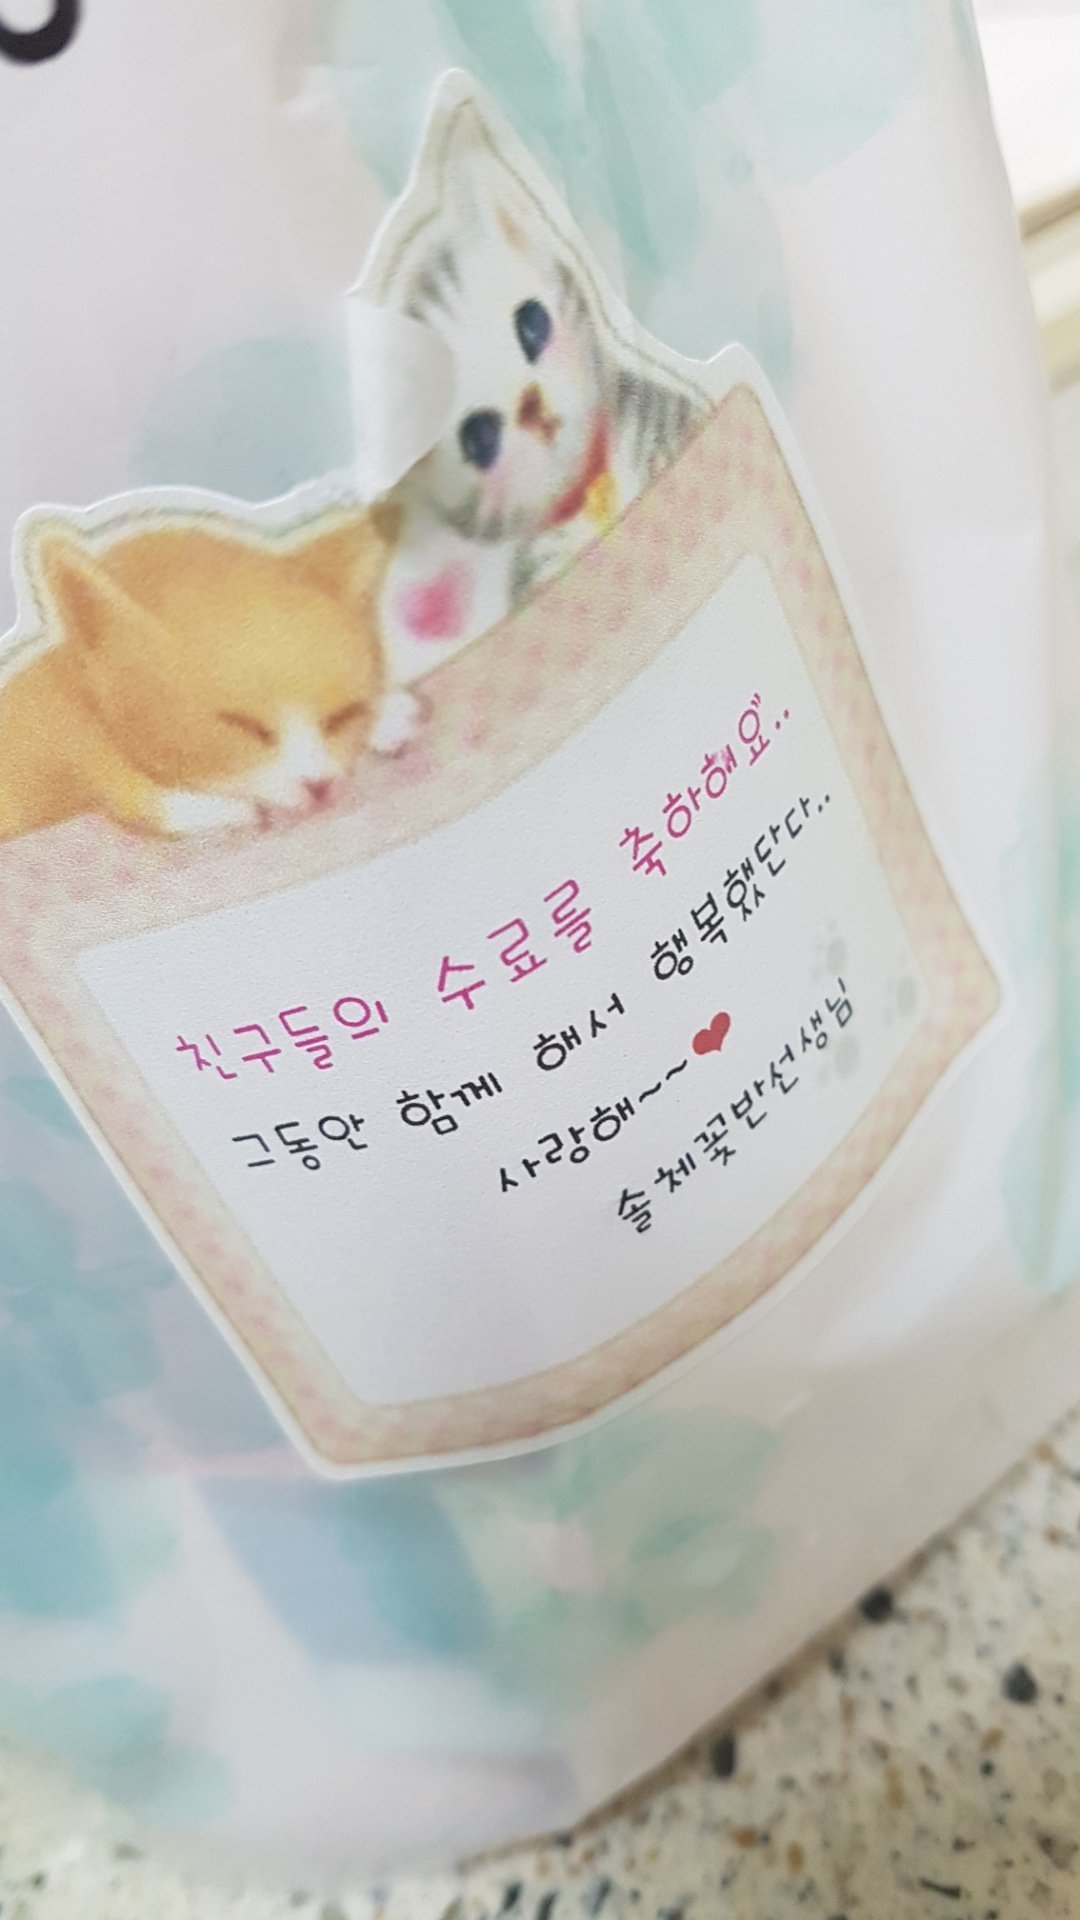 친구들의 수료를 축하해요"..
그동안 함께 해서 행복했단다..
사랑해~~❤
솔체꽃반선생님